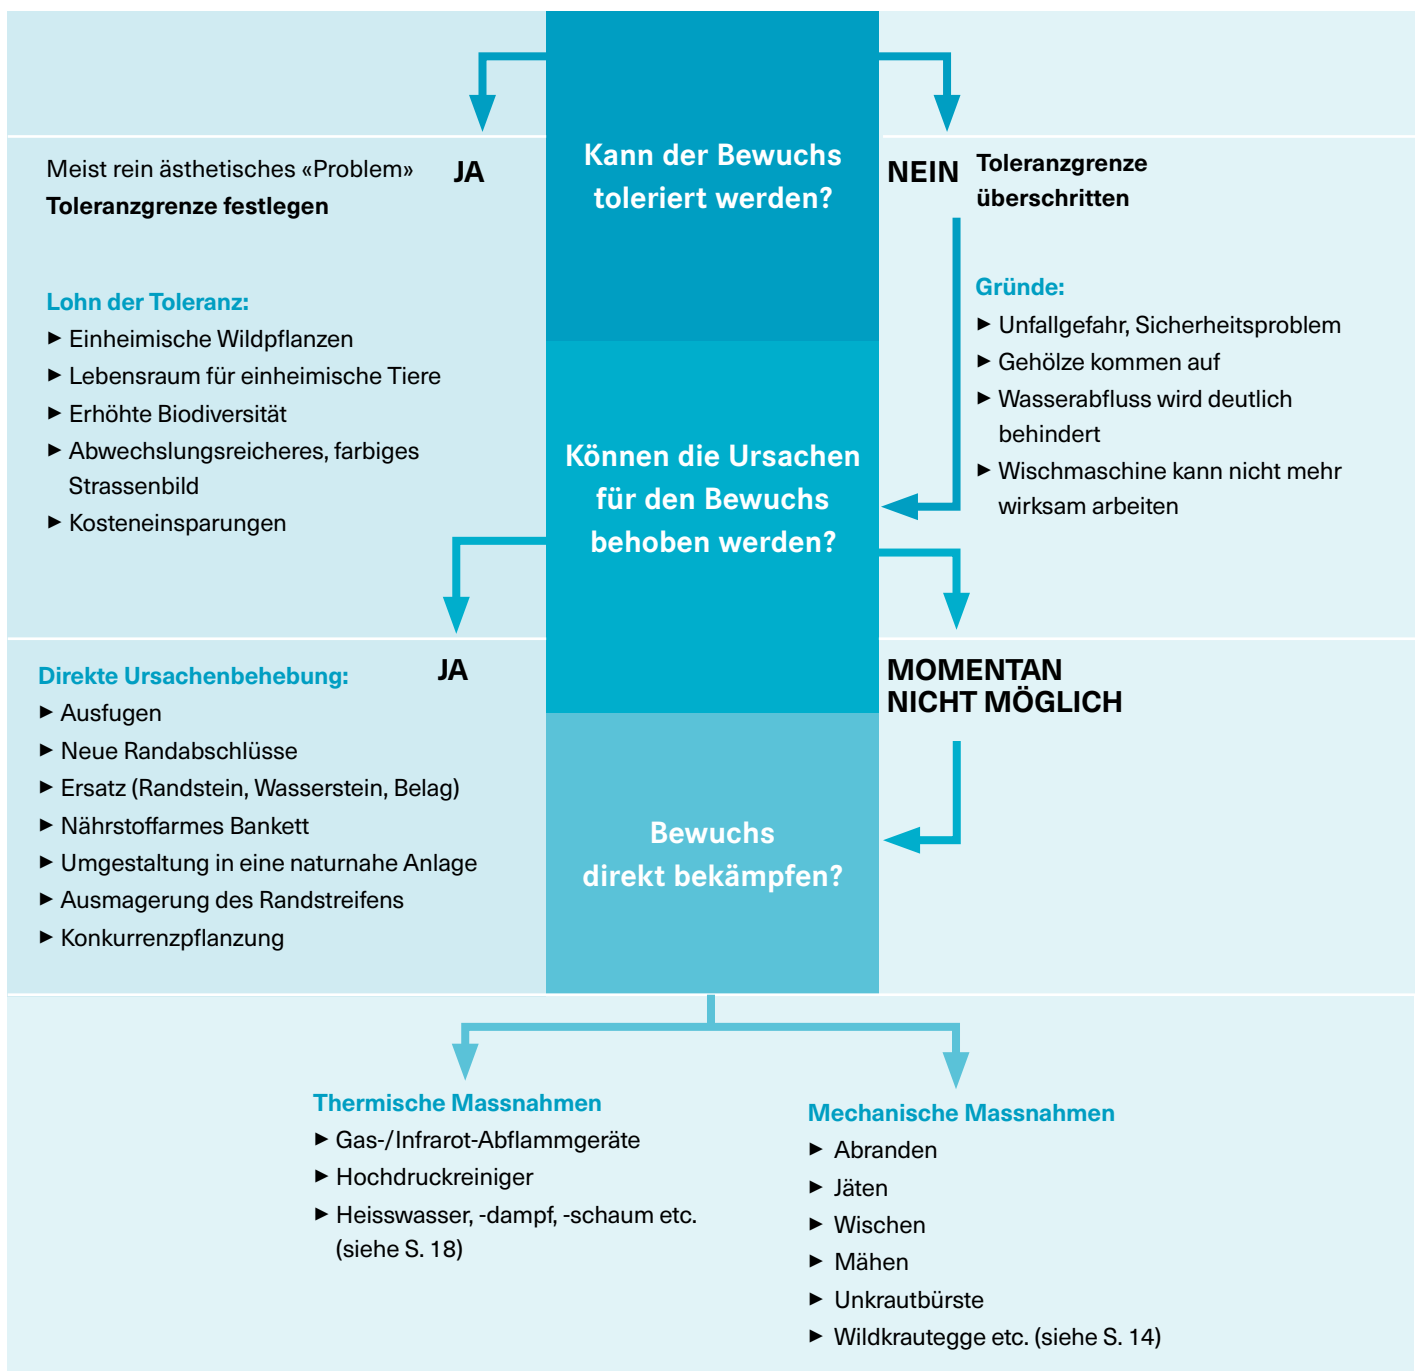 Kann der Bewuchs
toleriert werden?
JA
Meist rein ästhetisches «Problem»
Toleranzgrenze festlegen
Lohn der Toleranz:
► Einheimische Wildpflanzen
► Lebensraum für einheimische Tiere
► Erhöhte Biodiversität
► Abwechslungsreicheres, farbiges
Strassenbild
► Kosteneinsparungen
NEIN
Toleranzgrenze
überschritten
Gründe:
► Unfallgefahr, Sicherheitsproblem
► Gehölze kommen auf
► Wasserabfluss wird deutlich
behindert
► Wischmaschine kann nicht mehr
wirksam arbeiten
Können die Ursachen
für den Bewuchs
behoben werden?
JA
Direkte Ursachenbehebung:
► Ausfugen
► Neue Randabschlüsse
► Ersatz (Randstein, Wasserstein, Belag)
► Nährstoffarmes Bankett
► Umgestaltung in eine naturnahe Anlage
► Ausmagerung des Randstreifens
► Konkurrenzpflanzung
MOMENTAN
NICHT MÖGLICH
Bewuchs
direkt bekämpfen?
Thermische Massnahmen
► Gas-/Infrarot-Abflammgeräte
► Hochdruckreiniger
► Heisswasser, -dampf, -schaum etc.
(siehe S. 18)
Mechanische Massnahmen
► Abranden
► Jäten
► Wischen
► Mähen
► Unkrautbürste
► Wildkrautegge etc. (siehe S. 14)